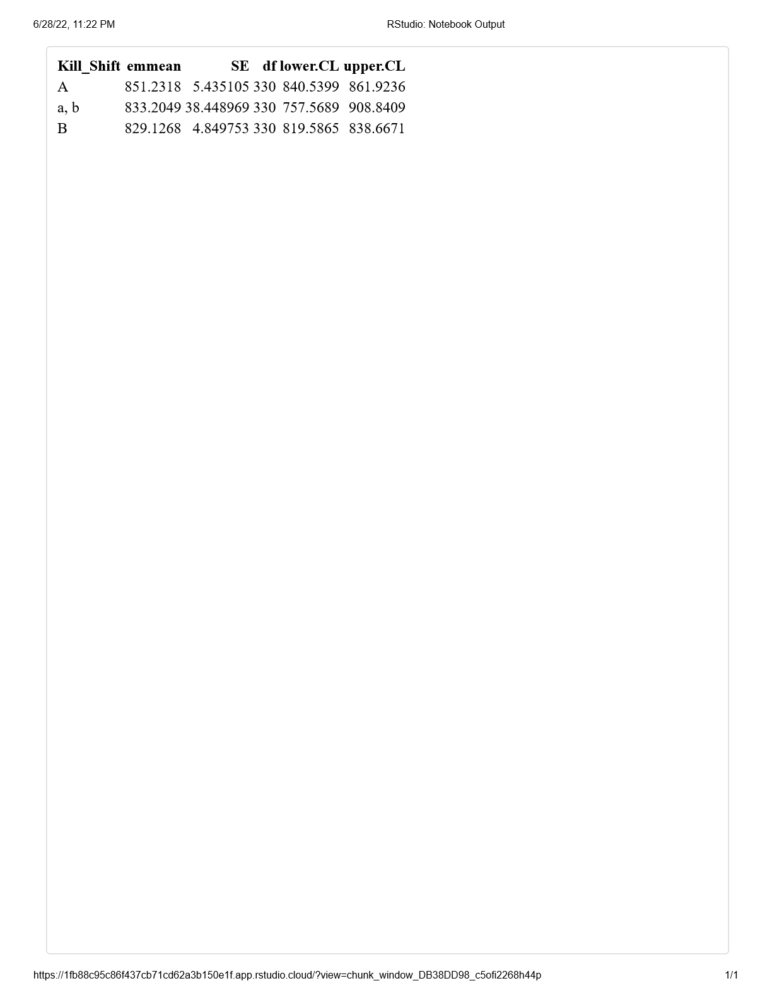 6/28/22, 11:22 PM RStudio: Notebook Output
Kill_Shift emmean SE df lower.CL upper.CL
A 851.2318 5.435105 330 840.5399 861.9236
a, b 833.2049 38.448969 330 757.5689 908.8409
B 829.1268 4.849753 330 819.5865 838.6671
https://1fb88c95c86f437cb71cd62a3b150e1f.app.rstudio.cloud/?view=chunk_window_DB38DD98_c5ofi2268h44p 1/1